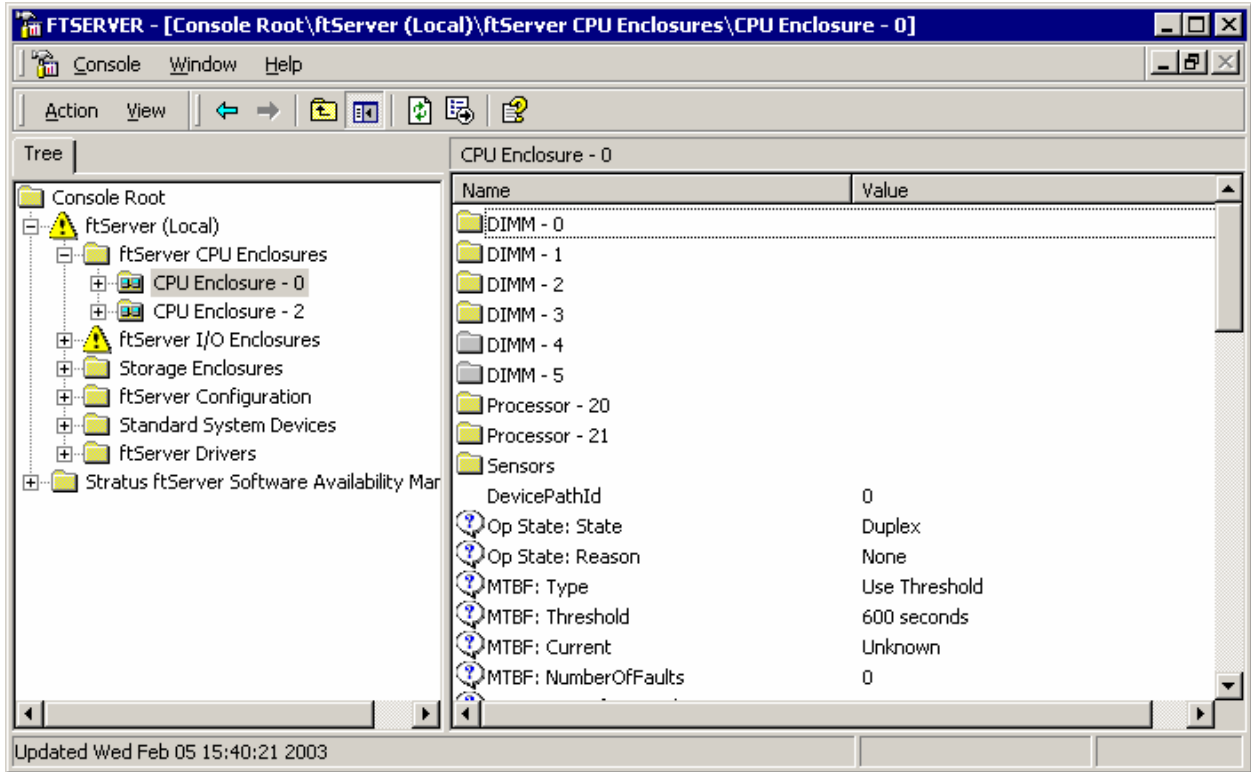 FTSERVER - [Console Root\ftServer (Local)\ftServer CPU Enclosures\CPU Enclosure - 0]
Console Window Help
Action View
Tree
CPU Enclosure - 0
Console Root
ftServer (Local)
ftServer CPU Enclosures
CPU Enclosure - 0
CPU Enclosure - 2
ftServer I/O Enclosures
Storage Enclosures
ftServer Configuration
Standard System Devices
ftServer Drivers
Stratus ftServer Software Availability Mar
Name Value
DIMM - 0
DIMM - 1
DIMM - 2
DIMM - 3
DIMM - 4
DIMM - 5
Processor - 20
Processor - 21
Sensors
DevicePathId 0
Op State: State Duplex
Op State: Reason None
MTBF: Type Use Threshold
MTBF: Threshold 600 seconds
MTBF: Current Unknown
MTBF: NumberOfFaults 0
Updated Wed Feb 05 15:40:21 2003